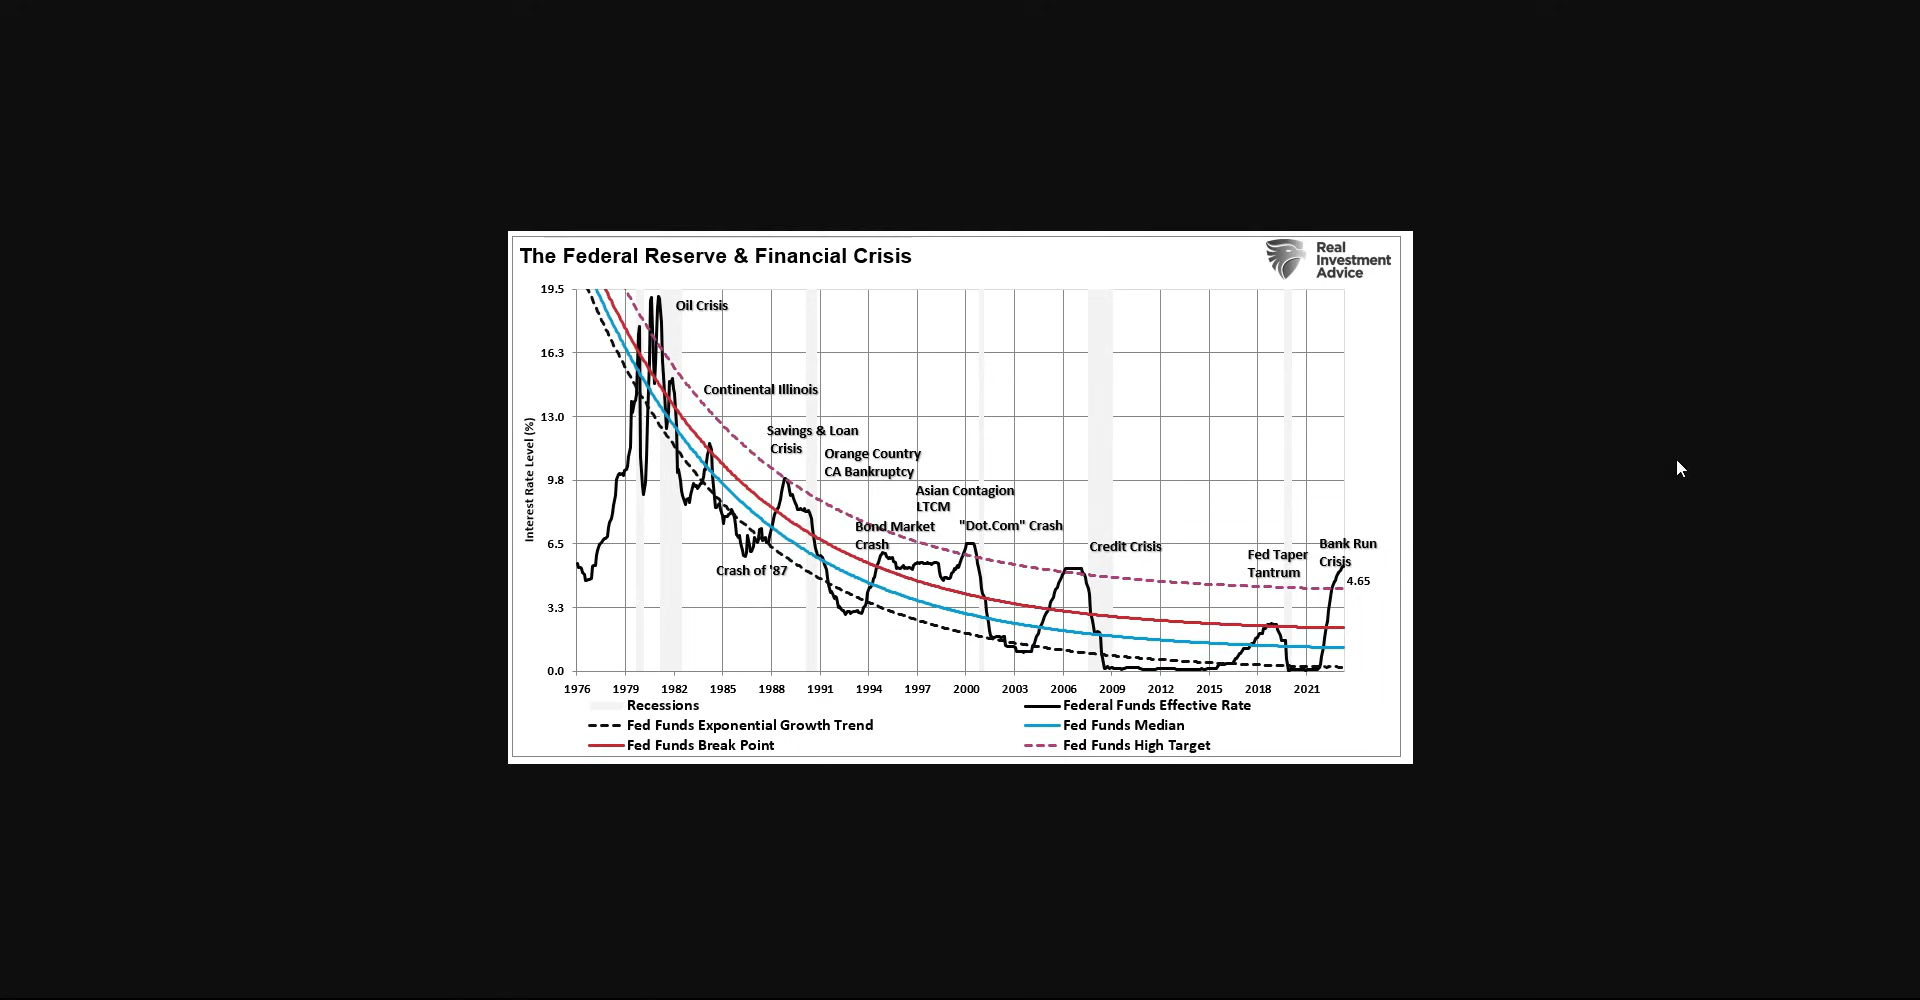 The Federal Reserve & Financial Crisis
Real
Investment
Advice
Interest Rate Level (%)
19.5
16.3
13.0
9.8
6.5
3.3
0.0
Oil Crisis
Continental Illinois
Savings & Loan
Crisis
Orange Country
CA Bankruptcy
Asian Contagion
LTCM
Bond Market
Crash
"Dot.Com" Crash
Crash of '87
Credit Crisis
Fed Taper
Tantrum
Bank Run
Crisis
4.65
1976 1979 1982 1985 1988 1991 1994 1997 2000 2003 2006 2009 2012 2015 2018 2021
Recessions
Federal Funds Effective Rate
Fed Funds Exponential Growth Trend
Fed Funds Median
Fed Funds Break Point
Fed Funds High Target